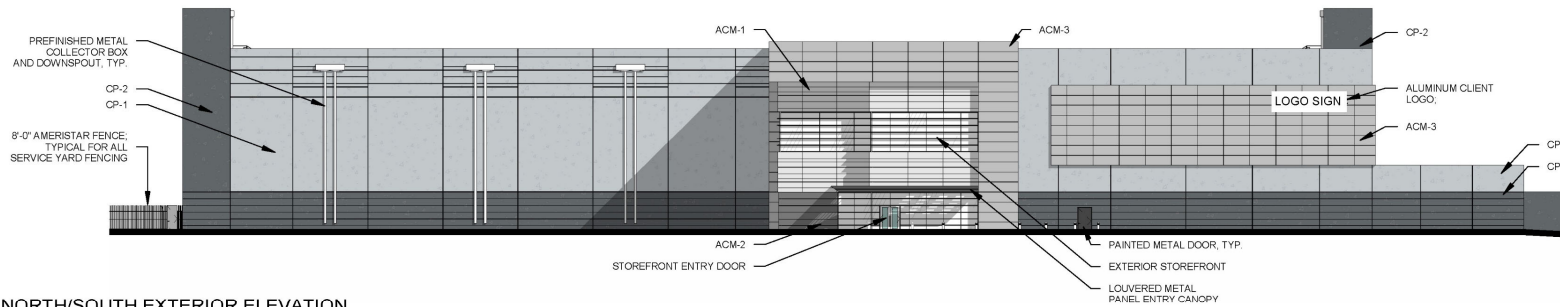 ACM-1
ACM-3
CP-2
PREFINISHED METAL
COLLECTOR BOX
AND DOWNSPOUT, TYP.
CP-2
CP-1
8'-0" AMERISTAR FENCE;
TYPICAL FOR ALL
SERVICE YARD FENCING
LOGO SIGN
ALUMINUM CLIENT
LOGO;
ACM-3
CP
CP
ACM-2
STOREFRONT ENTRY DOOR
PAINTED METAL DOOR, TYP.
EXTERIOR STOREFRONT
LOUVERED METAL
PANEL ENTRY CANOPY
NORTH/SOUTH EXTERIOR ELEVATION